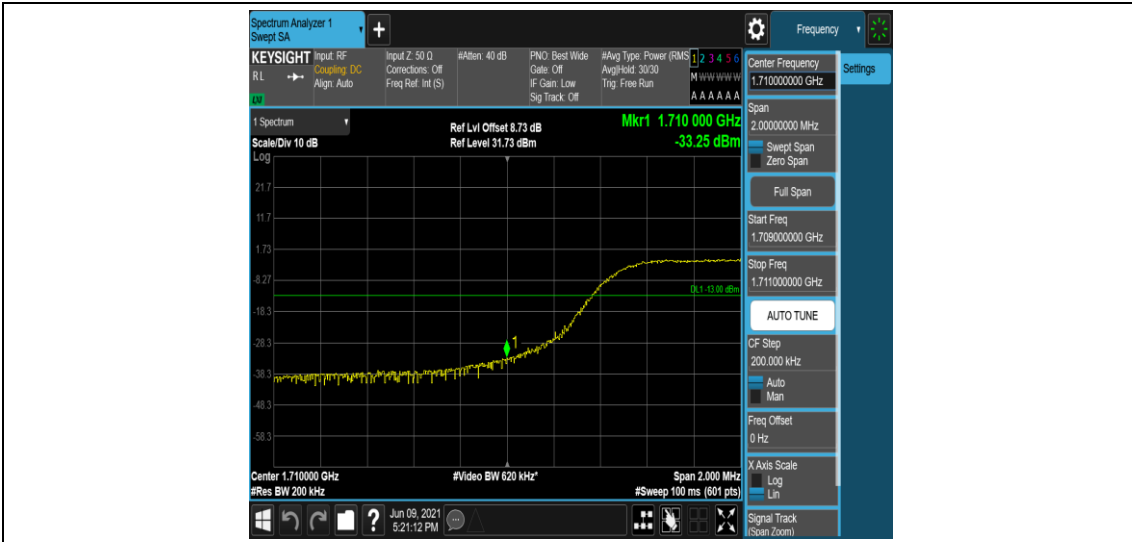 Spectrum Analyzer 1
Swept SA
+
Frequency
KEYSIGHT
RL
LXI
Input: RF
Coupling: DC
Align: Auto
Input Z: 50 Ω
Corrections: Off
Freq Ref: Int (S)
#Atten: 40 dB
PNO: Best Wide
Gate: Off
IF Gain: Low
Sig Track: Off
#Avg Type: Power (RMS
Avg|Hold: 30/30
Trig: Free Run
1 2 3 4 5 6
M W W W W W
A A A A A A
1 Spectrum
Scale/Div 10 dB
Log
Ref Lvl Offset 8.73 dB
Ref Level 31.73 dBm
Mkr1 1.710 000 GHz
-33.25 dBm
21.7
11.7
1.73
-8.27
-18.3
-28.3
-38.3
-48.3
-58.3
DL1 -13.00 dBm
1
Center 1.710000 GHz
#Res BW 200 kHz
#Video BW 620 kHz*
Span 2.000 MHz
#Sweep 100 ms (601 pts)
?
Jun 09, 2021
5:21:12 PM
Center Frequency
1.710000000 GHz
Span
2.00000000 MHz
Swept Span
Zero Span
Full Span
Start Freq
1.709000000 GHz
Stop Freq
1.711000000 GHz
AUTO TUNE
CF Step
200.000 kHz
Auto
Man
Freq Offset
0 Hz
X Axis Scale
Log
Lin
Signal Track
(Span Zoom)
Settings